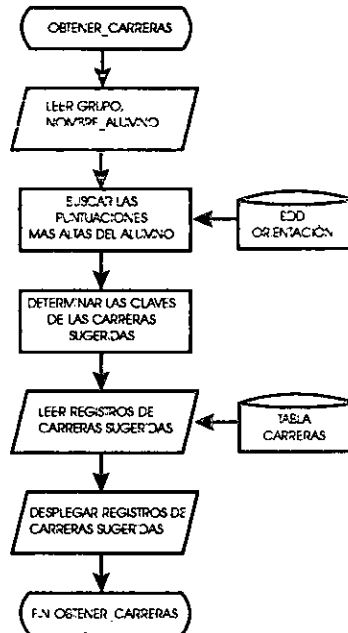 OBTENER_CARRERAS
LEER GRUPO,
NOMBRE_ALUMNO
BUSCAR LAS
PUNTUACIONES
MAS ALTAS DEL ALUMNO
BDD
ORIENTACIÓN
DETERMINAR LAS CLAVES
DE LAS CARRERAS
SUGERIDAS
LEER REGISTROS DE
CARRERAS SUGERIDAS
TABLA
CARRERAS
DESPLEGAR REGISTROS DE
CARRERAS SUGERIDAS
FIN OBTENER_CARRERAS